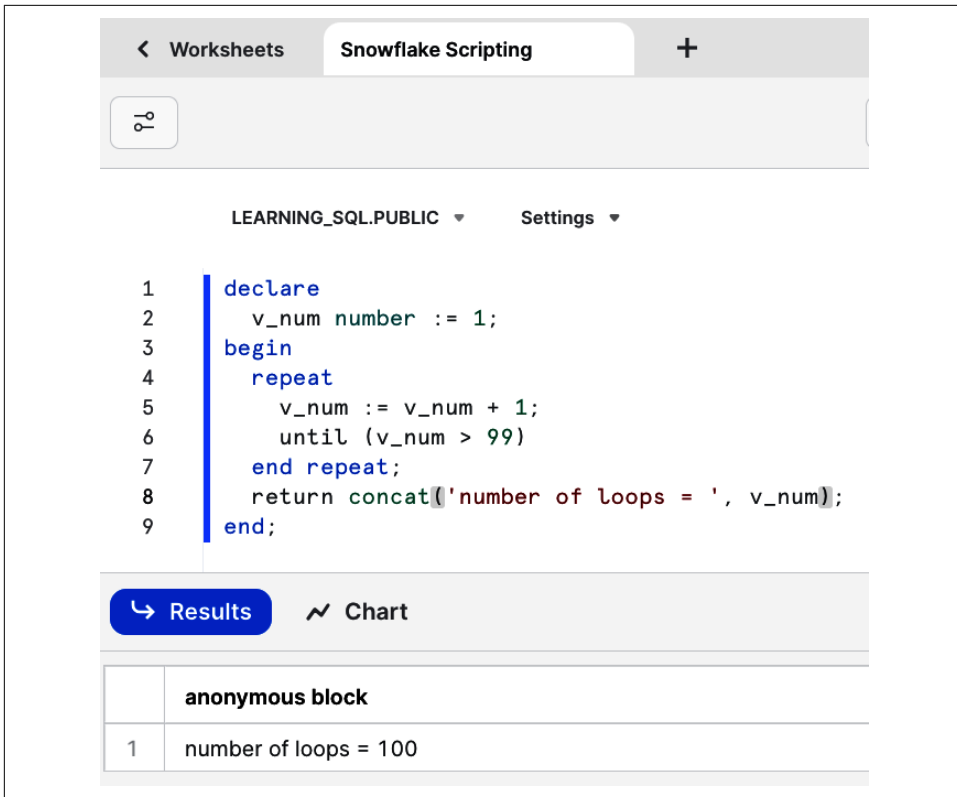 Worksheets Snowflake Scripting +
LEARNING_SQL.PUBLIC Settings
1 declare
2 v_num number := 1;
3 begin
4 repeat
5 v_num := v_num + 1;
6 until (v_num > 99)
7 end repeat;
8 return concat('number of loops = ', v_num);
9 end;
Results Chart
anonymous block
1 number of loops = 100